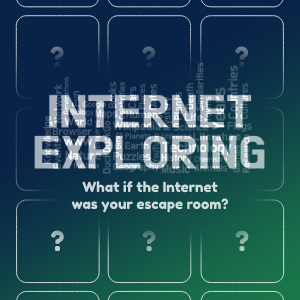 ? ? ?
INTERNET
EXPLORING
What if the Internet
was your escape room?
? ? ?